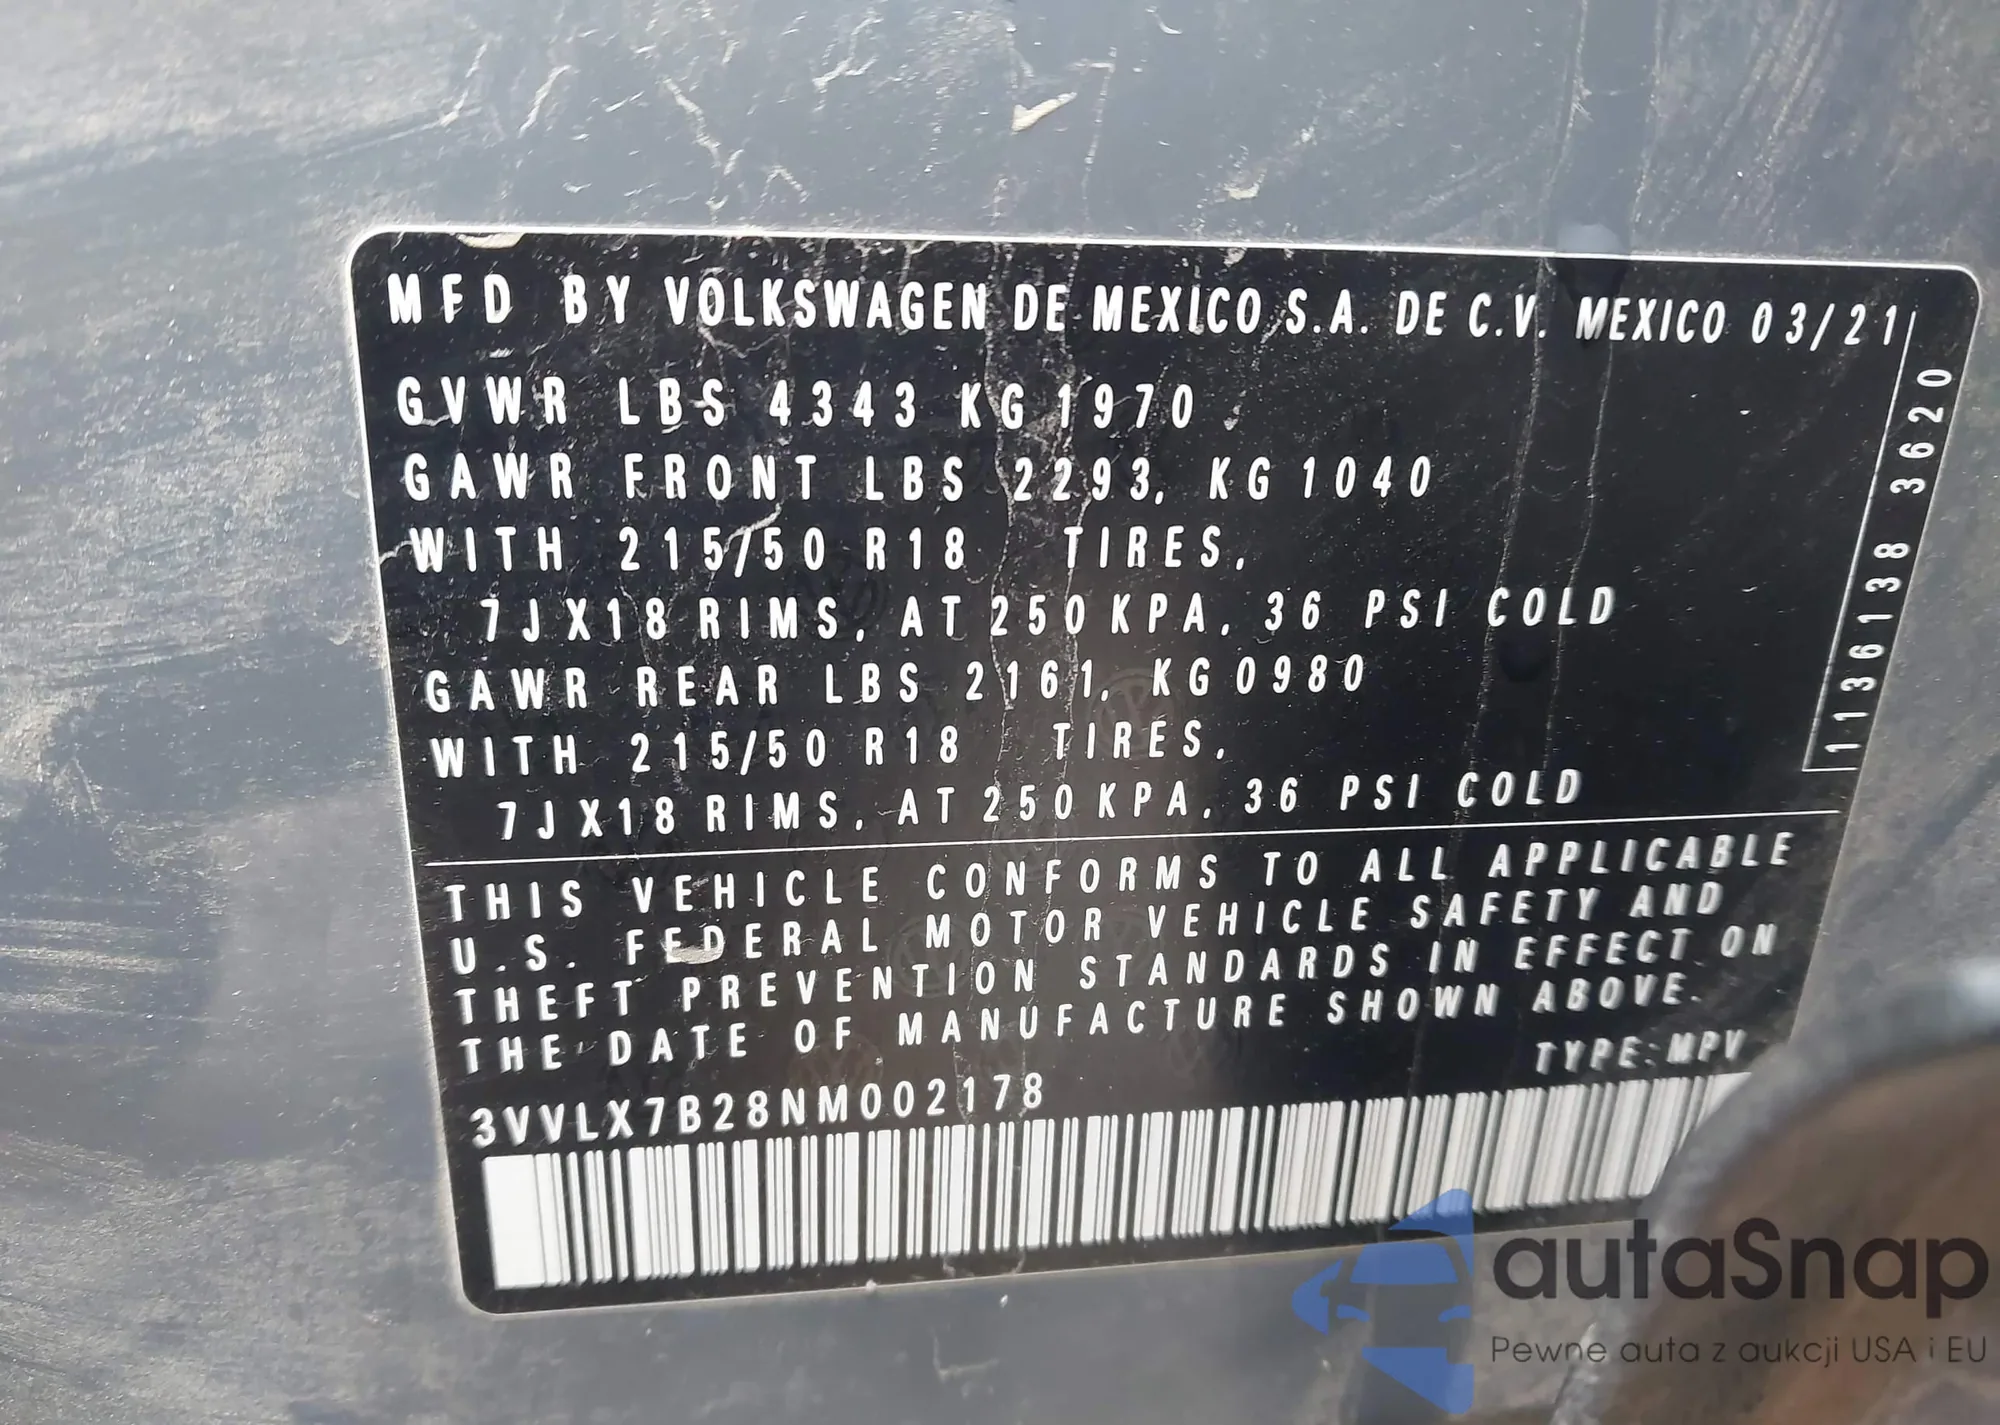 MFD BY VOLKSWAGEN DE MEXICO S.A. DE C.V. MEXICO 03/21
GVWR LBS 4343 KG 1970
GAWR FRONT LBS 2293, KG 1040
WITH 215/50 R18 TIRES,
7JX18 RIMS, AT 250 KPA, 36 PSI COLD
GAWR REAR LBS 2161, KG 0980
WITH 215/50 R18 TIRES,
7JX18 RIMS, AT 250 KPA, 36 PSI COLD
1136138 3620
THIS VEHICLE CONFORMS TO ALL APPLICABLE
U.S. FEDERAL MOTOR VEHICLE SAFETY AND
THEFT PREVENTION STANDARDS IN EFFECT ON
THE DATE OF MANUFACTURE SHOWN ABOVE.
TYPE:MPV
3VVLX7B28NM002178
autaSnap
Pewne auta z aukcji USA i EU